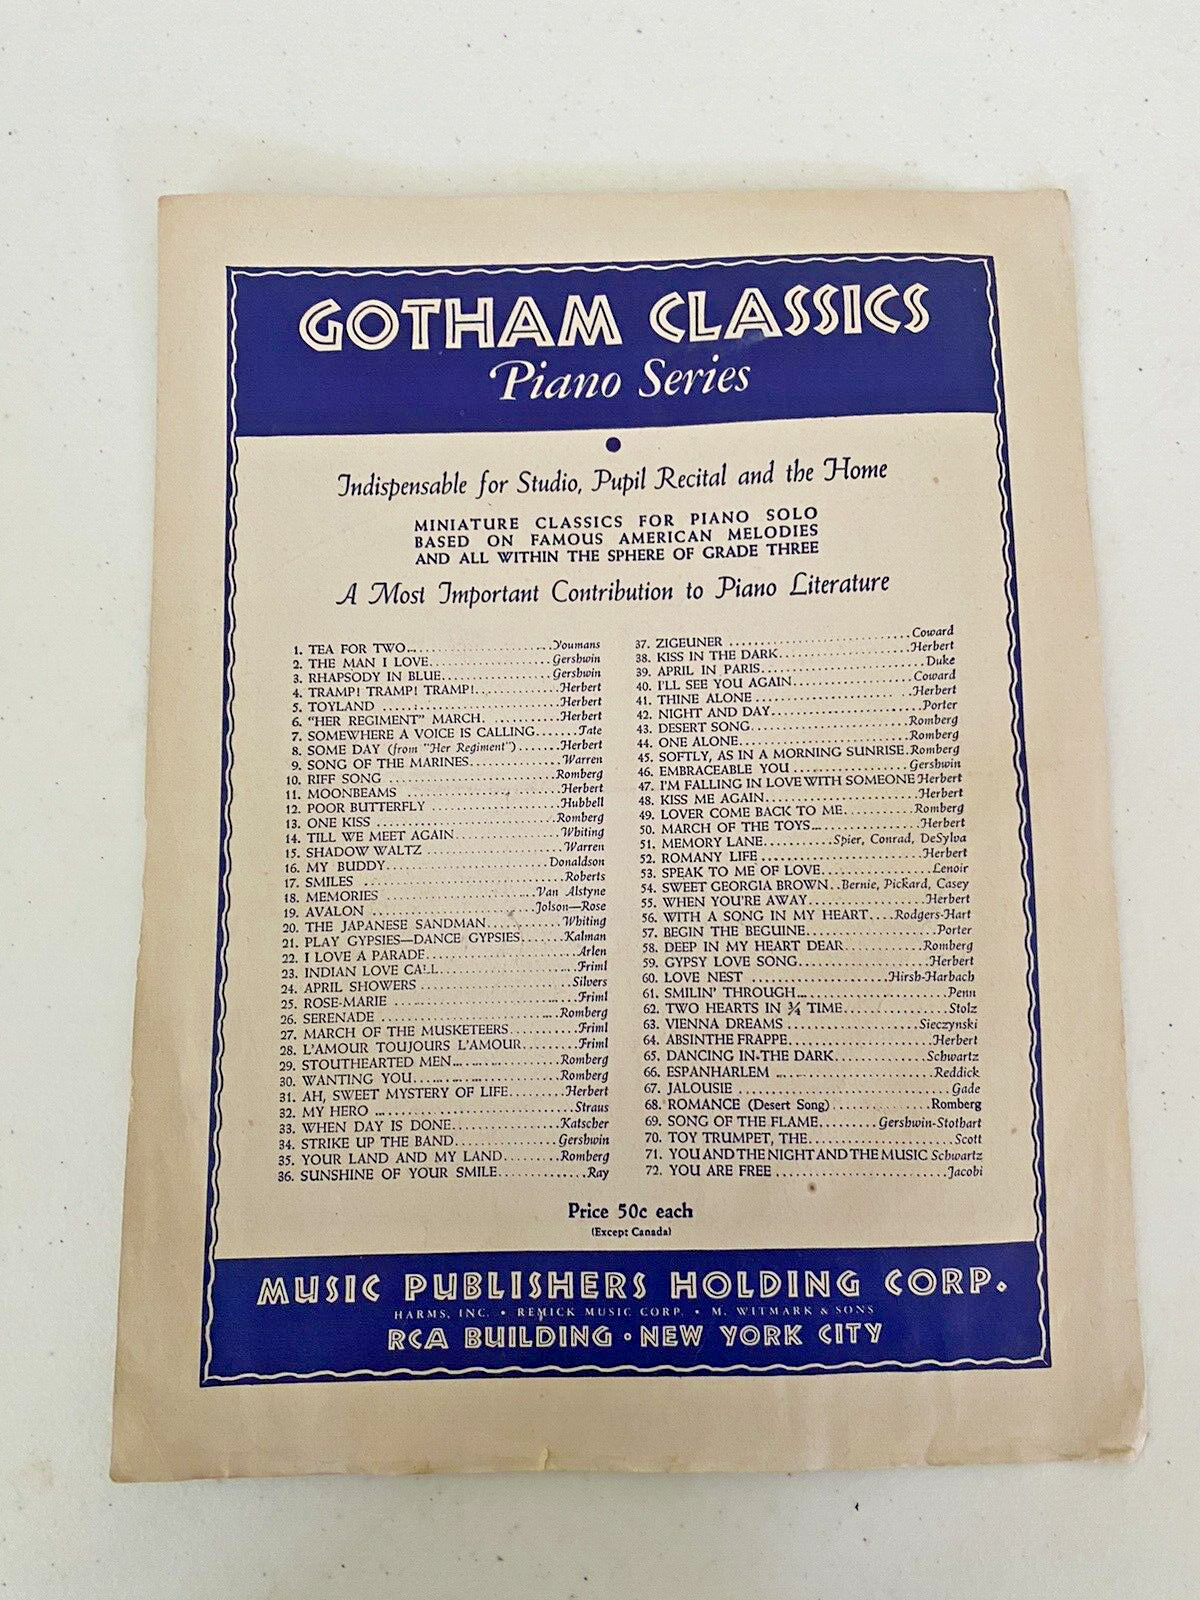 GOTHAM CLASSICS
Piano Series
Indispensable for Studio, Pupil Recital and the Home
MINIATURE CLASSICS FOR PIANO SOLO
BASED ON FAMOUS AMERICAN MELODIES
AND ALL WITHIN THE SPHERE OF GRADE THREE
A Most Important Contribution to Piano Literature
1. TEA FOR TWO....................Youmans
2. THE MAN I LOVE....................Gershwin
3. RHAPSODY IN BLUE....................Gershwin
4. TRAMP! TRAMP! TRAMP!....................Herbert
5. TOYLAND ....................Herbert
6. "HER REGIMENT" MARCH. ....................Herbert
7. SOMEWHERE A VOICE IS CALLING.......Tate
8. SOME DAY (from "Her Regiment").......Herbert
9. SONG OF THE MARINES....................Warren
10. RIFF SONG ....................Romberg
11. MOONBEAMS ....................Herbert
12. POOR BUTTERFLY ....................Hubbell
13. ONE KISS ....................Romberg
14. TILL WE MEET AGAIN....................Whiting
15. SHADOW WALTZ ....................Warren
16. MY BUDDY....................Donaldson
17. SMILES ....................Roberts
18. MEMORIES ....................Van Alstyne
19. AVALON ....................Jolson—Rose
20. THE JAPANESE SANDMAN............Whiting
21. PLAY GYPSIES—DANCE GYPSIES.......Kalman
22. I LOVE A PARADE....................Arlen
23. INDIAN LOVE CALL....................Friml
24. APRIL SHOWERS ....................Silvers
25. ROSE-MARIE ....................Friml
26. SERENADE ....................Romberg
27. MARCH OF THE MUSKETEERS............Friml
28. L'AMOUR TOUJOURS L'AMOUR.........Friml
29. STOUTHEARTED MEN....................Romberg
30. WANTING YOU....................Romberg
31. AH, SWEET MYSTERY OF LIFE..........Herbert
32. MY HERO ....................Straus
33. WHEN DAY IS DONE....................Katscher
34. STRIKE UP THE BAND....................Gershwin
35. YOUR LAND AND MY LAND..........Romberg
36. SUNSHINE OF YOUR SMILE............Ray
37. ZIGEUNER ....................Coward
38. KISS IN THE DARK....................Herbert
39. APRIL IN PARIS....................Duke
40. I'LL SEE YOU AGAIN....................Coward
41. THINE ALONE ....................Herbert
42. NIGHT AND DAY....................Porter
43. DESERT SONG....................Romberg
44. ONE ALONE....................Romberg
45. SOFTLY, AS IN A MORNING SUNRISE.Romberg
46. EMBRACEABLE YOU ....................Gershwin
47. I'M FALLING IN LOVE WITH SOMEONE Herbert
48. KISS ME AGAIN....................Herbert
49. LOVER COME BACK TO ME..........Romberg
50. MARCH OF THE TOYS....................Herbert
51. MEMORY LANE..........Spier, Conrad, DeSylva
52. ROMANY LIFE ....................Herbert
53. SPEAK TO ME OF LOVE....................Lenoir
54. SWEET GEORGIA BROWN..Bernie, Pickard, Casey
55. WHEN YOU'RE AWAY....................Herbert
56. WITH A SONG IN MY HEART....Rodgers-Hart
57. BEGIN THE BEGUINE....................Porter
58. DEEP IN MY HEART DEAR............Romberg
59. GYPSY LOVE SONG....................Herbert
60. LOVE NEST ....................Hirsh-Harbach
61. SMILIN' THROUGH....................Penn
62. TWO HEARTS IN ¾ TIME....................Stolz
63. VIENNA DREAMS ....................Sieczynski
64. ABSINTHE FRAPPE....................Herbert
65. DANCING IN THE DARK............Schwartz
66. ESPANHARLEM ....................Reddick
67. JALOUSIE ....................Gade
68. ROMANCE (Desert Song)............Romberg
69. SONG OF THE FLAME.........Gershwin-Stothart
70. TOY TRUMPET, THE....................Scott
71. YOU AND THE NIGHT AND THE MUSIC Schwartz
72. YOU ARE FREE ....................Jacobi
Price 50c each
(Except Canada)
MUSIC PUBLISHERS HOLDING CORP.
HARMS, INC. • REMICK MUSIC CORP. • M. WITMARK & SONS
RCA BUILDING • NEW YORK CITY